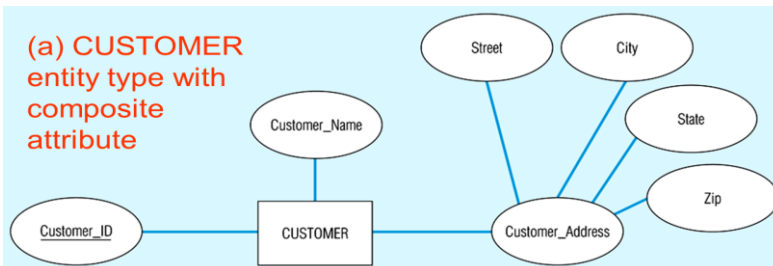 (a) CUSTOMER
entity type with
composite
attribute
Street
City
Customer_Name
State
Zip
Customer_ID
CUSTOMER
Customer_Address